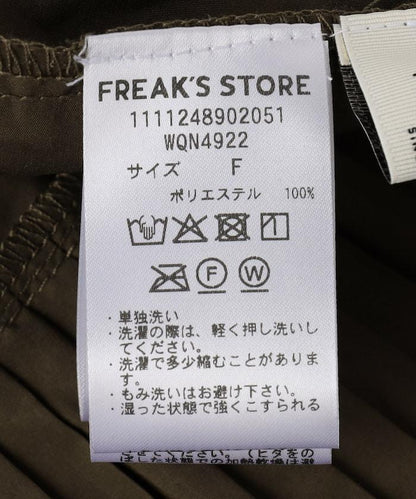 FREAK'S STORE
1111248902051
WQN4922
サイズ F
ポリエステル 100%
F W
・単独洗い
・洗濯の際は、軽く押し洗いし
てください。
・洗濯で多少縮むことがありま
す。
・もみ洗いはお避け下さい。
・湿った状態で強くこすられる